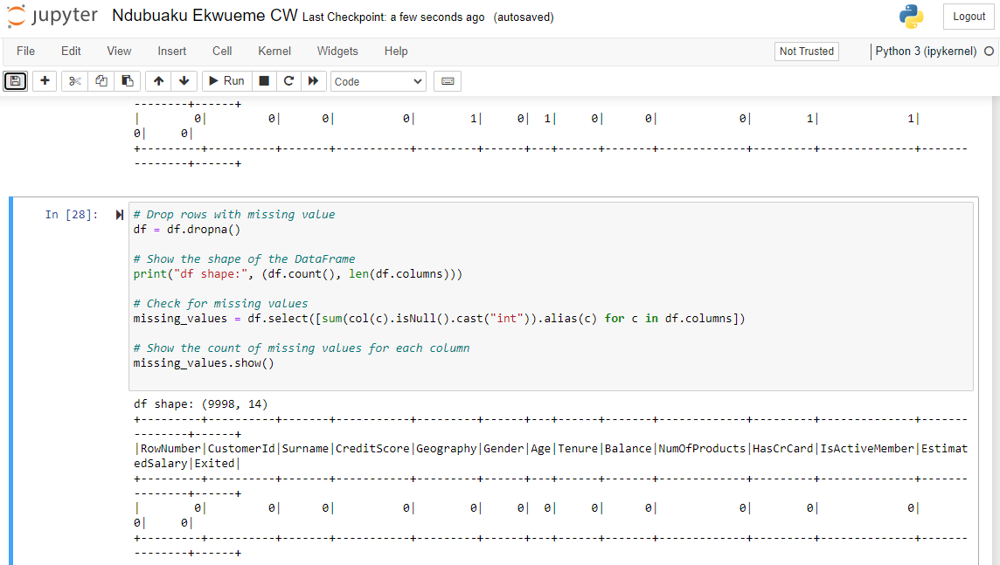 jupyter Ndubuaku Ekwueme CW Last Checkpoint: a few seconds ago (autosaved) Logout
File Edit View Insert Cell Kernel Widgets Help Not Trusted Python 3 (ipykernel)
Run Code
--------+------+
| 0| 0| 0| 0| 1| 0| 1| 0| 0| 0| 1| 1|
0| 0|
+---------+----------+-------+-----------+---------+------+---+------+-------+-------------+---------+--------------+-------
--------+------+
In [28]: # Drop rows with missing value
df = df.dropna()
# Show the shape of the DataFrame
print("df shape:", (df.count(), len(df.columns)))
# Check for missing values
missing_values = df.select([sum(col(c).isNull().cast("int")).alias(c) for c in df.columns])
# Show the count of missing values for each column
missing_values.show()
df shape: (9998, 14)
+---------+----------+-------+-----------+---------+------+---+------+-------+-------------+---------+--------------+-------
--------+------+
|RowNumber|CustomerId|Surname|CreditScore|Geography|Gender|Age|Tenure|Balance|NumOfProducts|HasCrCard|IsActiveMember|Estimat
edSalary|Exited|
+---------+----------+-------+-----------+---------+------+---+------+-------+-------------+---------+--------------+-------
--------+------+
| 0| 0| 0| 0| 0| 0| 0| 0| 0| 0| 0| 0|
0| 0|
+---------+----------+-------+-----------+---------+------+---+------+-------+-------------+---------+--------------+-------
--------+------+